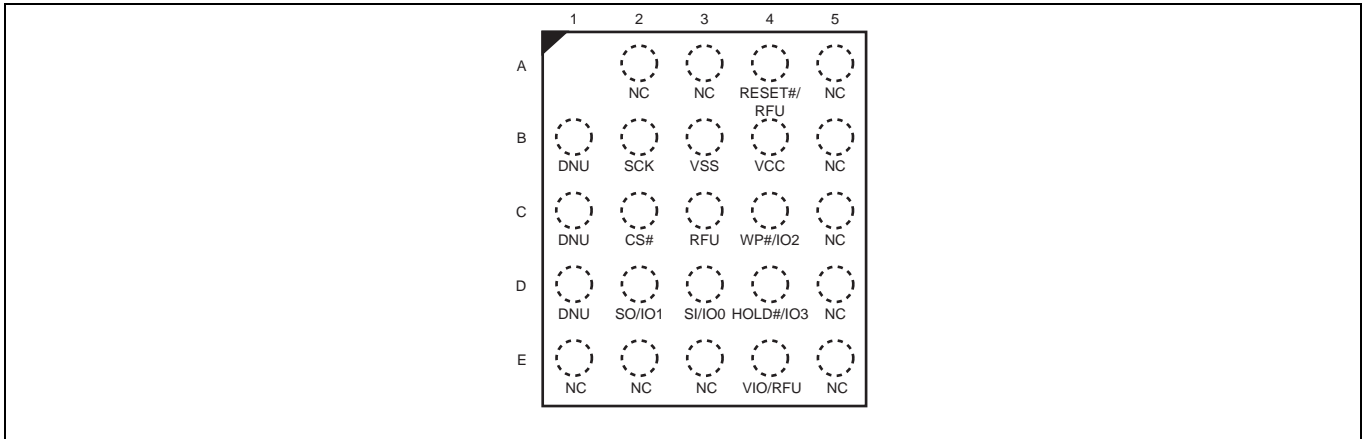 1 2 3 4 5
A
NC NC RESET#/ NC
RFU
B
DNU SCK VSS VCC NC
C
DNU CS# RFU WP#/IO2 NC
D
DNU SO/IO1 SI/IO0 HOLD#/IO3 NC
E
NC NC NC VIO/RFU NC